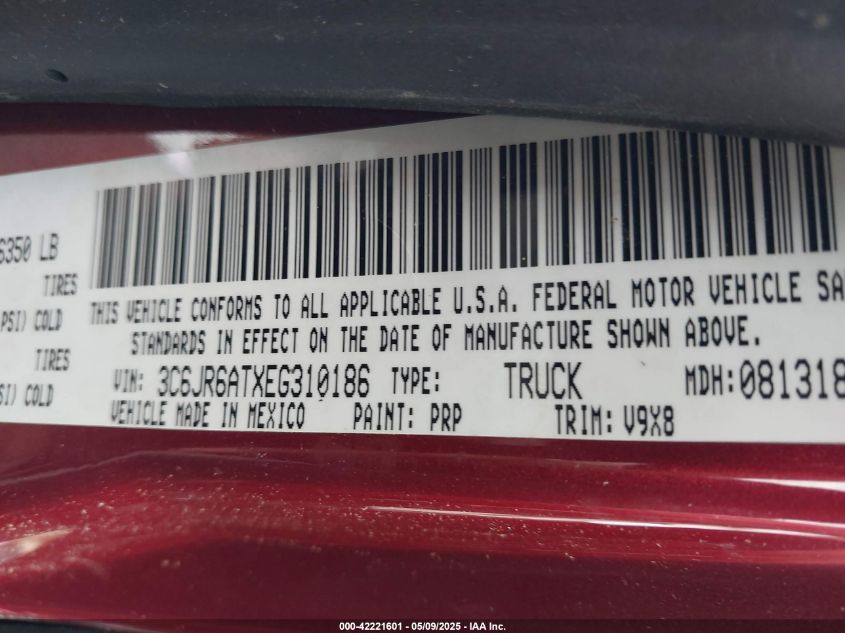 6350 LB
TIRES
PSI) COLD
TIRES
SI) COLD
THIS VEHICLE CONFORMS TO ALL APPLICABLE U.S.A. FEDERAL MOTOR VEHICLE SA
STANDARDS IN EFFECT ON THE DATE OF MANUFACTURE SHOWN ABOVE.
VIN: 3C6JR6ATXEG310186 TYPE: TRUCK MDH:081318
VEHICLE MADE IN MEXICO PAINT: PRP TRIM: V9X8
000-42221601 - 05/09/2025 - IAA Inc.